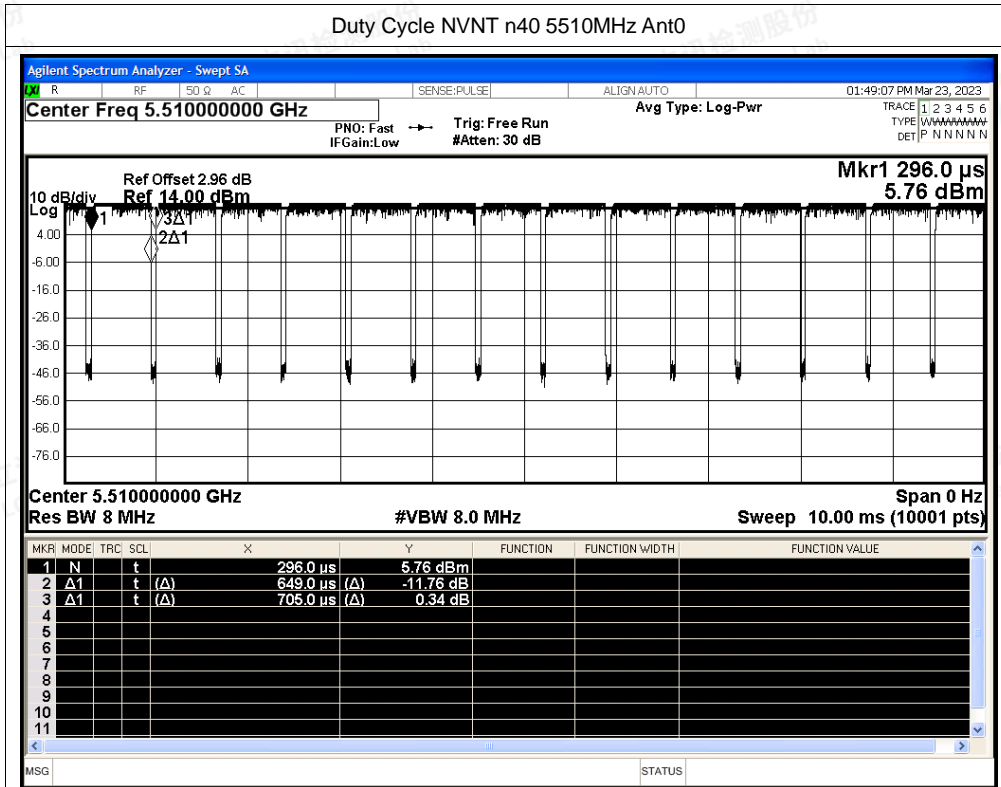 Duty Cycle NVNT n40 5510MHz Ant0
Agilent Spectrum Analyzer - Swept SA
LXI R RF 50 Ω AC SENSE:PULSE ALIGN AUTO 01:49:07 PM Mar 23, 2023
Center Freq 5.510000000 GHz Avg Type: Log-Pwr TRACE 1 2 3 4 5 6
PNO: Fast Trig: Free Run TYPE WWWWWW
IFGain:Low #Atten: 30 dB DET P N N N N N
Mkr1 296.0 µs
Ref Offset 2.96 dB
10 dB/div Ref 14.00 dBm 5.76 dBm
Log
1
3Δ1
2Δ1
4.00
-6.00
-16.0
-26.0
-36.0
-46.0
-56.0
-66.0
-76.0
Center 5.510000000 GHz Span 0 Hz
Res BW 8 MHz #VBW 8.0 MHz Sweep 10.00 ms (10001 pts)
MKR MODE TRC SCL X Y FUNCTION FUNCTION WIDTH FUNCTION VALUE
1 N t 296.0 µs 5.76 dBm
2 Δ1 t (Δ) 649.0 µs (Δ) -11.76 dB
3 Δ1 t (Δ) 705.0 µs (Δ) 0.34 dB
4
5
6
7
8
9
10
11
MSG STATUS